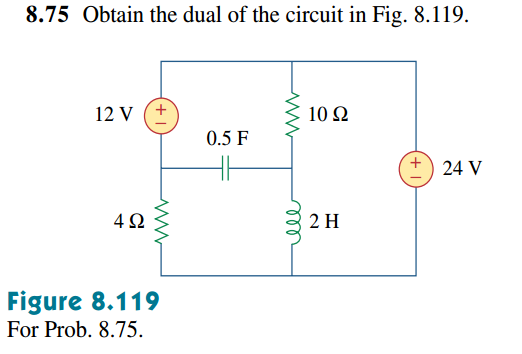 8.75 Obtain the dual of the circuit in Fig. 8.119.
12 V
+
10 Ω
0.5 F
+
24 V
4 Ω
2 H
Figure 8.119
For Prob. 8.75.